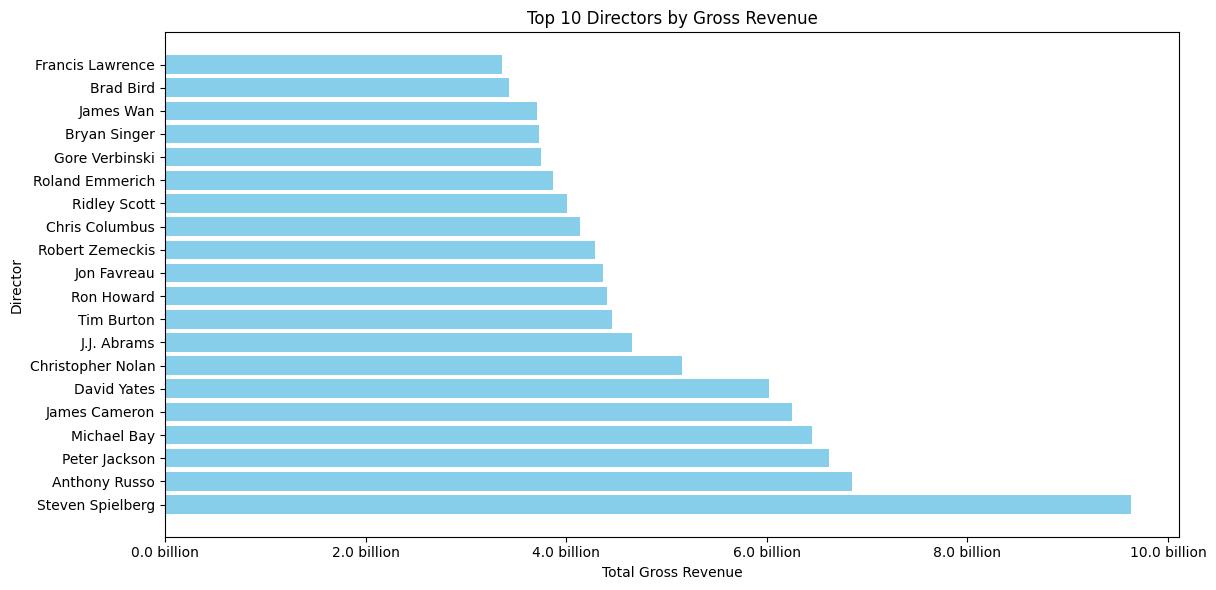 Top 10 Directors by Gross Revenue
Francis Lawrence
Brad Bird
James Wan
Bryan Singer
Gore Verbinski
Roland Emmerich
Ridley Scott
Chris Columbus
Robert Zemeckis
Jon Favreau
Ron Howard
Tim Burton
J.J. Abrams
Christopher Nolan
David Yates
James Cameron
Michael Bay
Peter Jackson
Anthony Russo
Steven Spielberg
Director
0.0 billion 2.0 billion 4.0 billion 6.0 billion 8.0 billion 10.0 billion
Total Gross Revenue